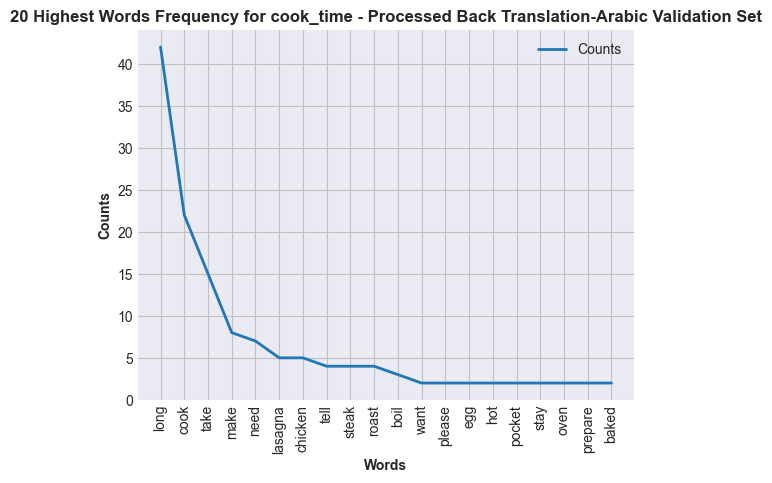 20 Highest Words Frequency for cook_time - Processed Back Translation-Arabic Validation Set
Counts
40
35
30
25
20
15
10
5
0
Counts
long
cook
take
make
need
lasagna
chicken
tell
steak
roast
boil
want
please
egg
hot
pocket
stay
oven
prepare
baked
Words